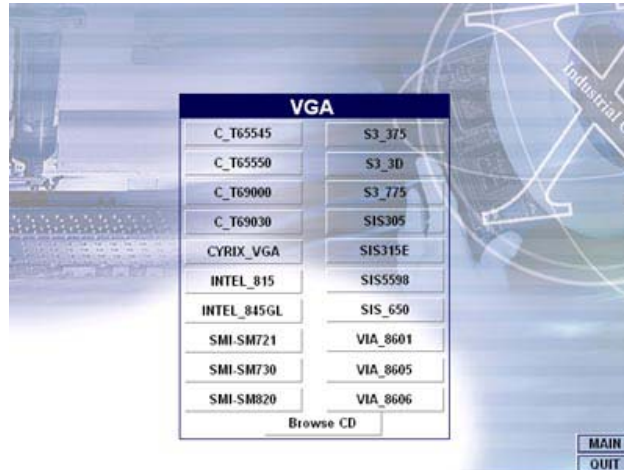 VGA
C_T65545 S3_375
C_T65550 S3_3D
C_T69000 S3_775
C_T69030 SIS305
CYRIX_VGA SIS315E
INTEL_815 SIS5598
INTEL_845GL SIS_650
SMI-SM721 VIA_8601
SMI-SM730 VIA_8605
SMI-SM820 VIA_8606
Browse CD
Industrial
MAIN
QUIT